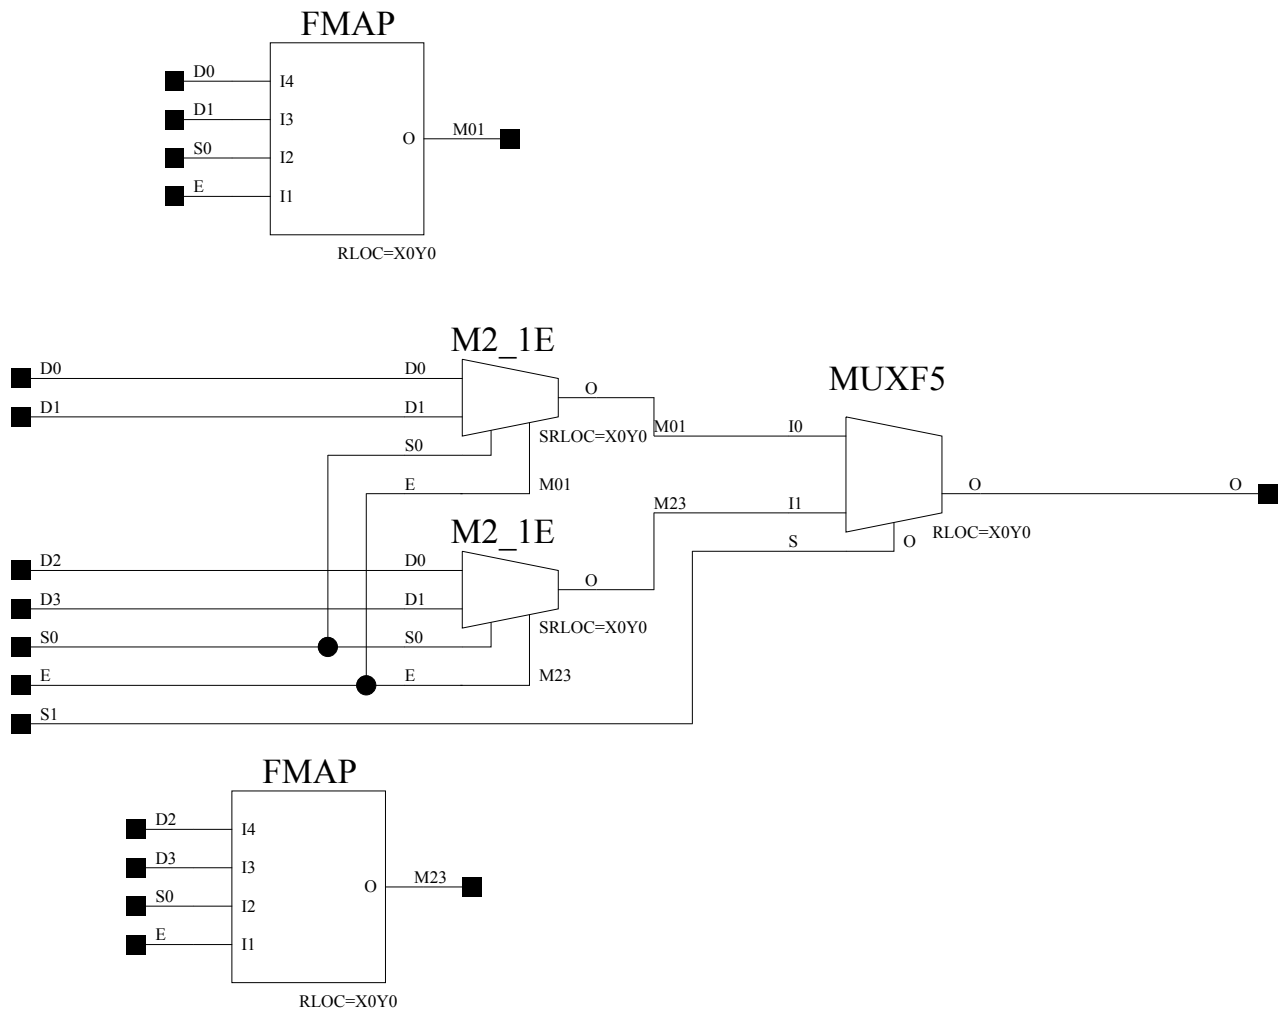 FMAP
D0 I4
D1 I3
O M01
S0 I2
E I1
RLOC=X0Y0
M2_1E
D0 D0 O MUXF5
D1 D1
SRLOC=X0Y0 M01 I0
S0
E M01
O O
M23 I1
M2_1E
RLOC=X0Y0
S O
D2 D0 O
D3 D1
SRLOC=X0Y0
S0 S0
E E M23
S1
FMAP
D2 I4
D3 I3
O M23
S0 I2
E I1
RLOC=X0Y0